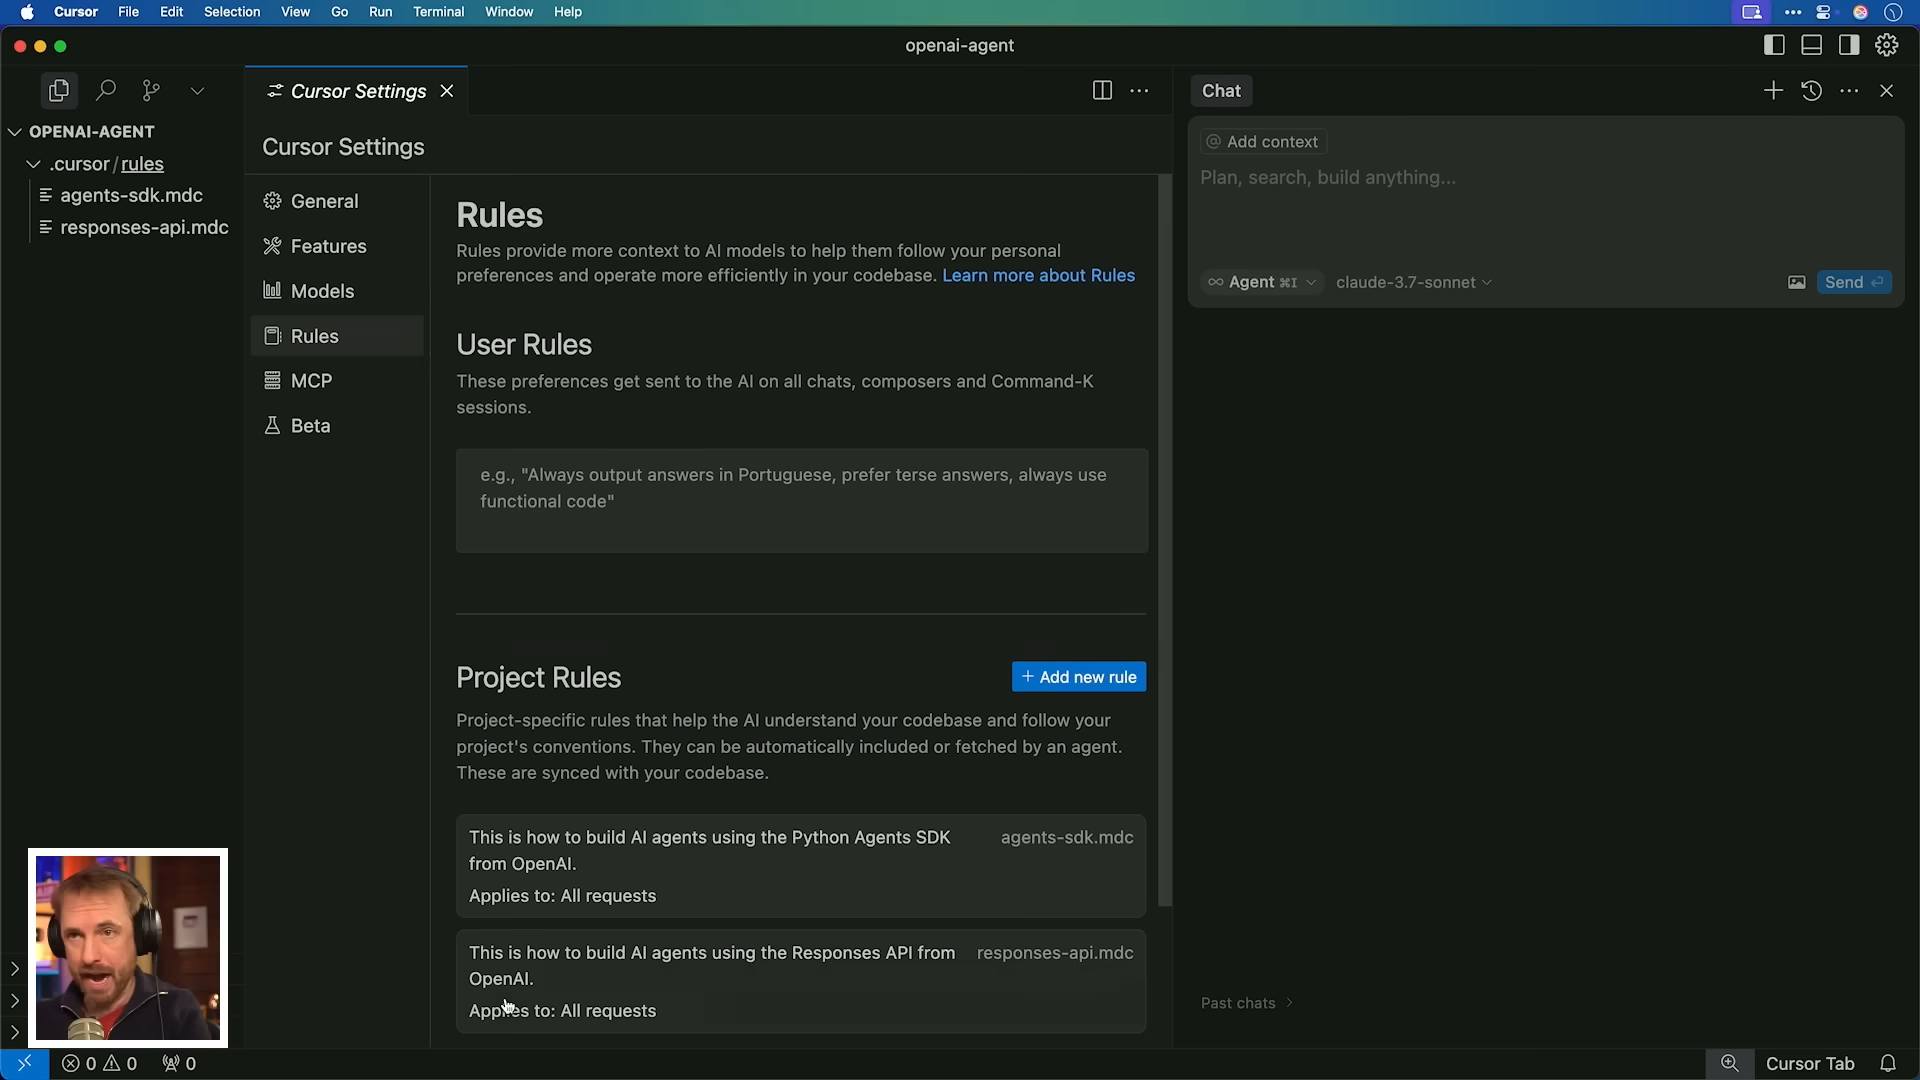 Cursor File Edit Selection View Go Run Terminal Window Help
openai-agent
OPENAI-AGENT
.cursor/rules
agents-sdk.mdc
responses-api.mdc
Cursor Settings
Cursor Settings
General
Features
Models
Rules
MCP
Beta
Rules
Rules provide more context to AI models to help them follow your personal
preferences and operate more efficiently in your codebase. Learn more about Rules
User Rules
These preferences get sent to the AI on all chats, composers and Command-K
sessions.
e.g., "Always output answers in Portuguese, prefer terse answers, always use
functional code"
Project Rules
+ Add new rule
Project-specific rules that help the AI understand your codebase and follow your
project's conventions. They can be automatically included or fetched by an agent.
These are synced with your codebase.
This is how to build AI agents using the Python Agents SDK agents-sdk.mdc
from OpenAI.
Applies to: All requests
This is how to build AI agents using the Responses API from responses-api.mdc
OpenAI.
Applies to: All requests
Chat
@ Add context
Plan, search, build anything...
∞ Agent ⌘I claude-3.7-sonnet Send ⏎
Past chats
0 0 0
Cursor Tab